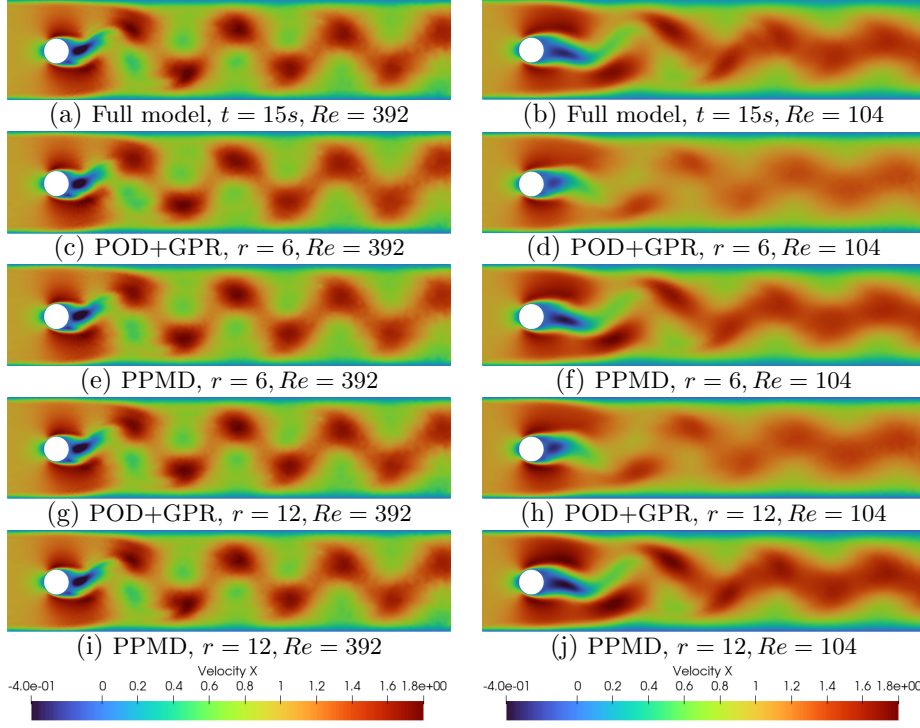 (a) Full model, t = 15s, Re = 392
(b) Full model, t = 15s, Re = 104
(c) POD+GPR, r = 6, Re = 392
(d) POD+GPR, r = 6, Re = 104
(e) PPMD, r = 6, Re = 392
(f) PPMD, r = 6, Re = 104
(g) POD+GPR, r = 12, Re = 392
(h) POD+GPR, r = 12, Re = 104
(i) PPMD, r = 12, Re = 392
(j) PPMD, r = 12, Re = 104
Velocity X
-4.0e-01 0 0.2 0.4 0.6 0.8 1 1.2 1.4 1.6 1.8e+00
Velocity X
-4.0e-01 0 0.2 0.4 0.6 0.8 1 1.2 1.4 1.6 1.8e+00